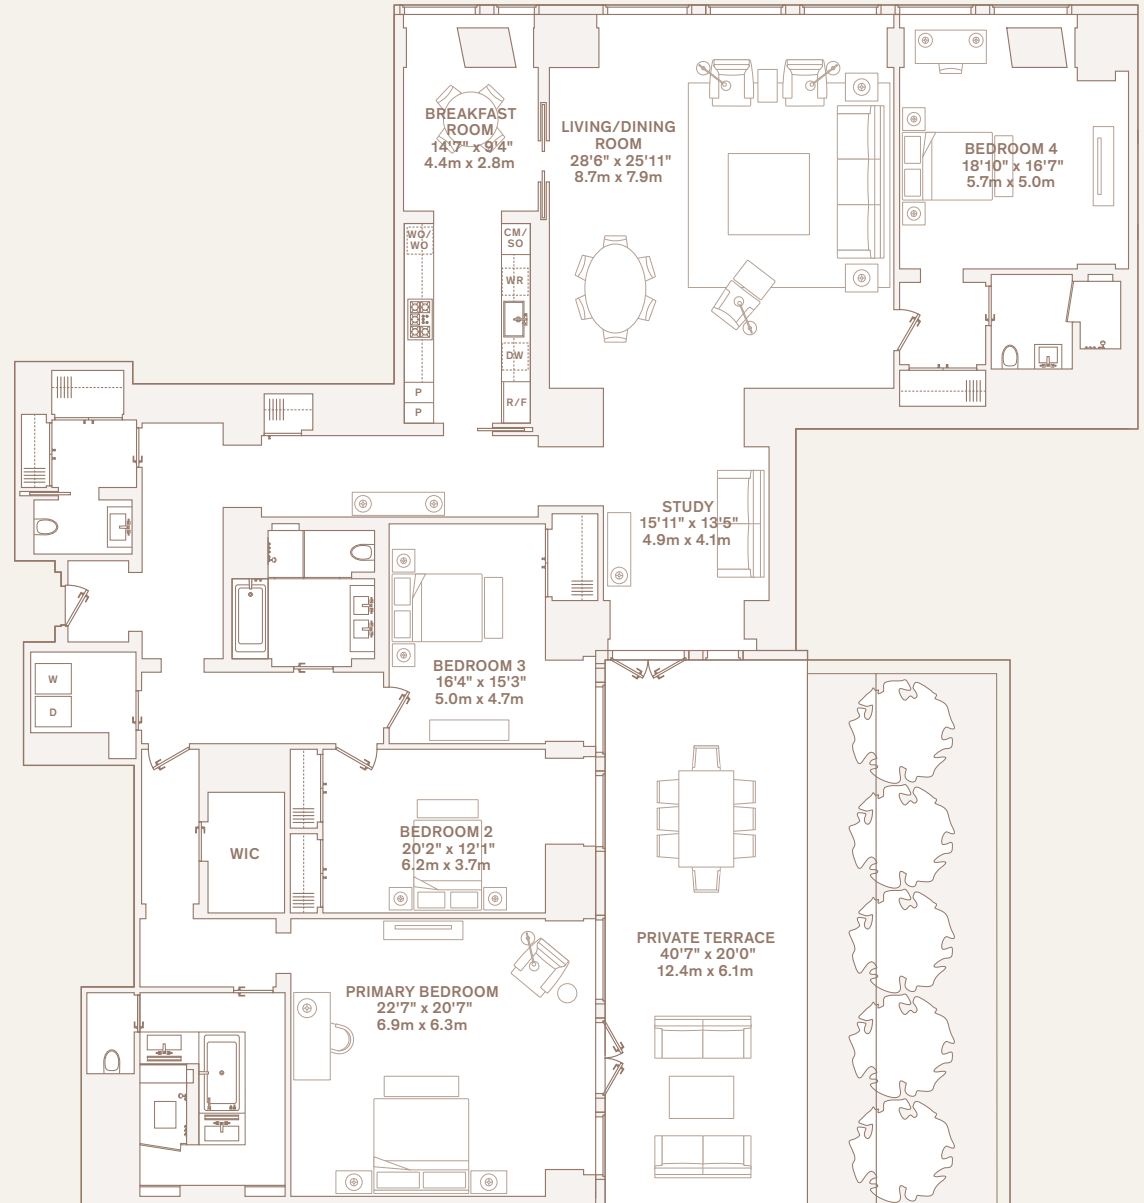 BREAKFAST
ROOM
14'7" x 9'4"
4.4m x 2.8m
LIVING/DINING
ROOM
28'6" x 25'11"
8.7m x 7.9m
BEDROOM 4
18'10" x 16'7"
5.7m x 5.0m
WO/
WO
CM/
SO
WR
DW
P
P
R/F
STUDY
15'11" x 13'5"
4.9m x 4.1m
W
D
BEDROOM 3
16'4" x 15'3"
5.0m x 4.7m
WIC
BEDROOM 2
20'2" x 12'1"
6.2m x 3.7m
PRIVATE TERRACE
40'7" x 20'0"
12.4m x 6.1m
PRIMARY BEDROOM
22'7" x 20'7"
6.9m x 6.3m